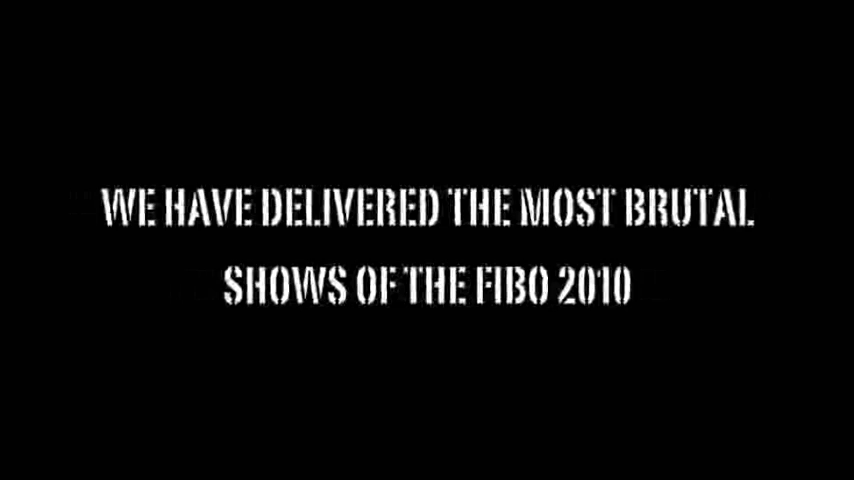 WE HAVE DELIVERED THE MOST BRUTAL
SHOWS OF THE FIBO 2010